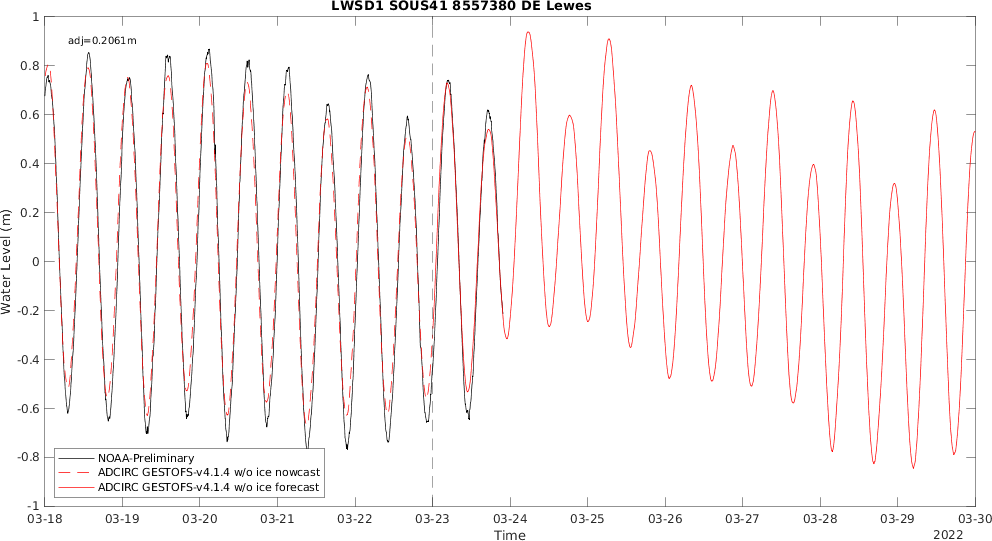 LWSD1 SOUS41 8557380 DE Lewes
adj=0.2061m
Water Level (m)
1
0.8
0.6
0.4
0.2
0
-0.2
-0.4
-0.6
-0.8
-1
NOAA-Preliminary
ADCIRC GESTOFS-v4.1.4 w/o ice nowcast
ADCIRC GESTOFS-v4.1.4 w/o ice forecast
03-18 03-19 03-20 03-21 03-22 03-23 03-24 03-25 03-26 03-27 03-28 03-29 03-30
Time
2022